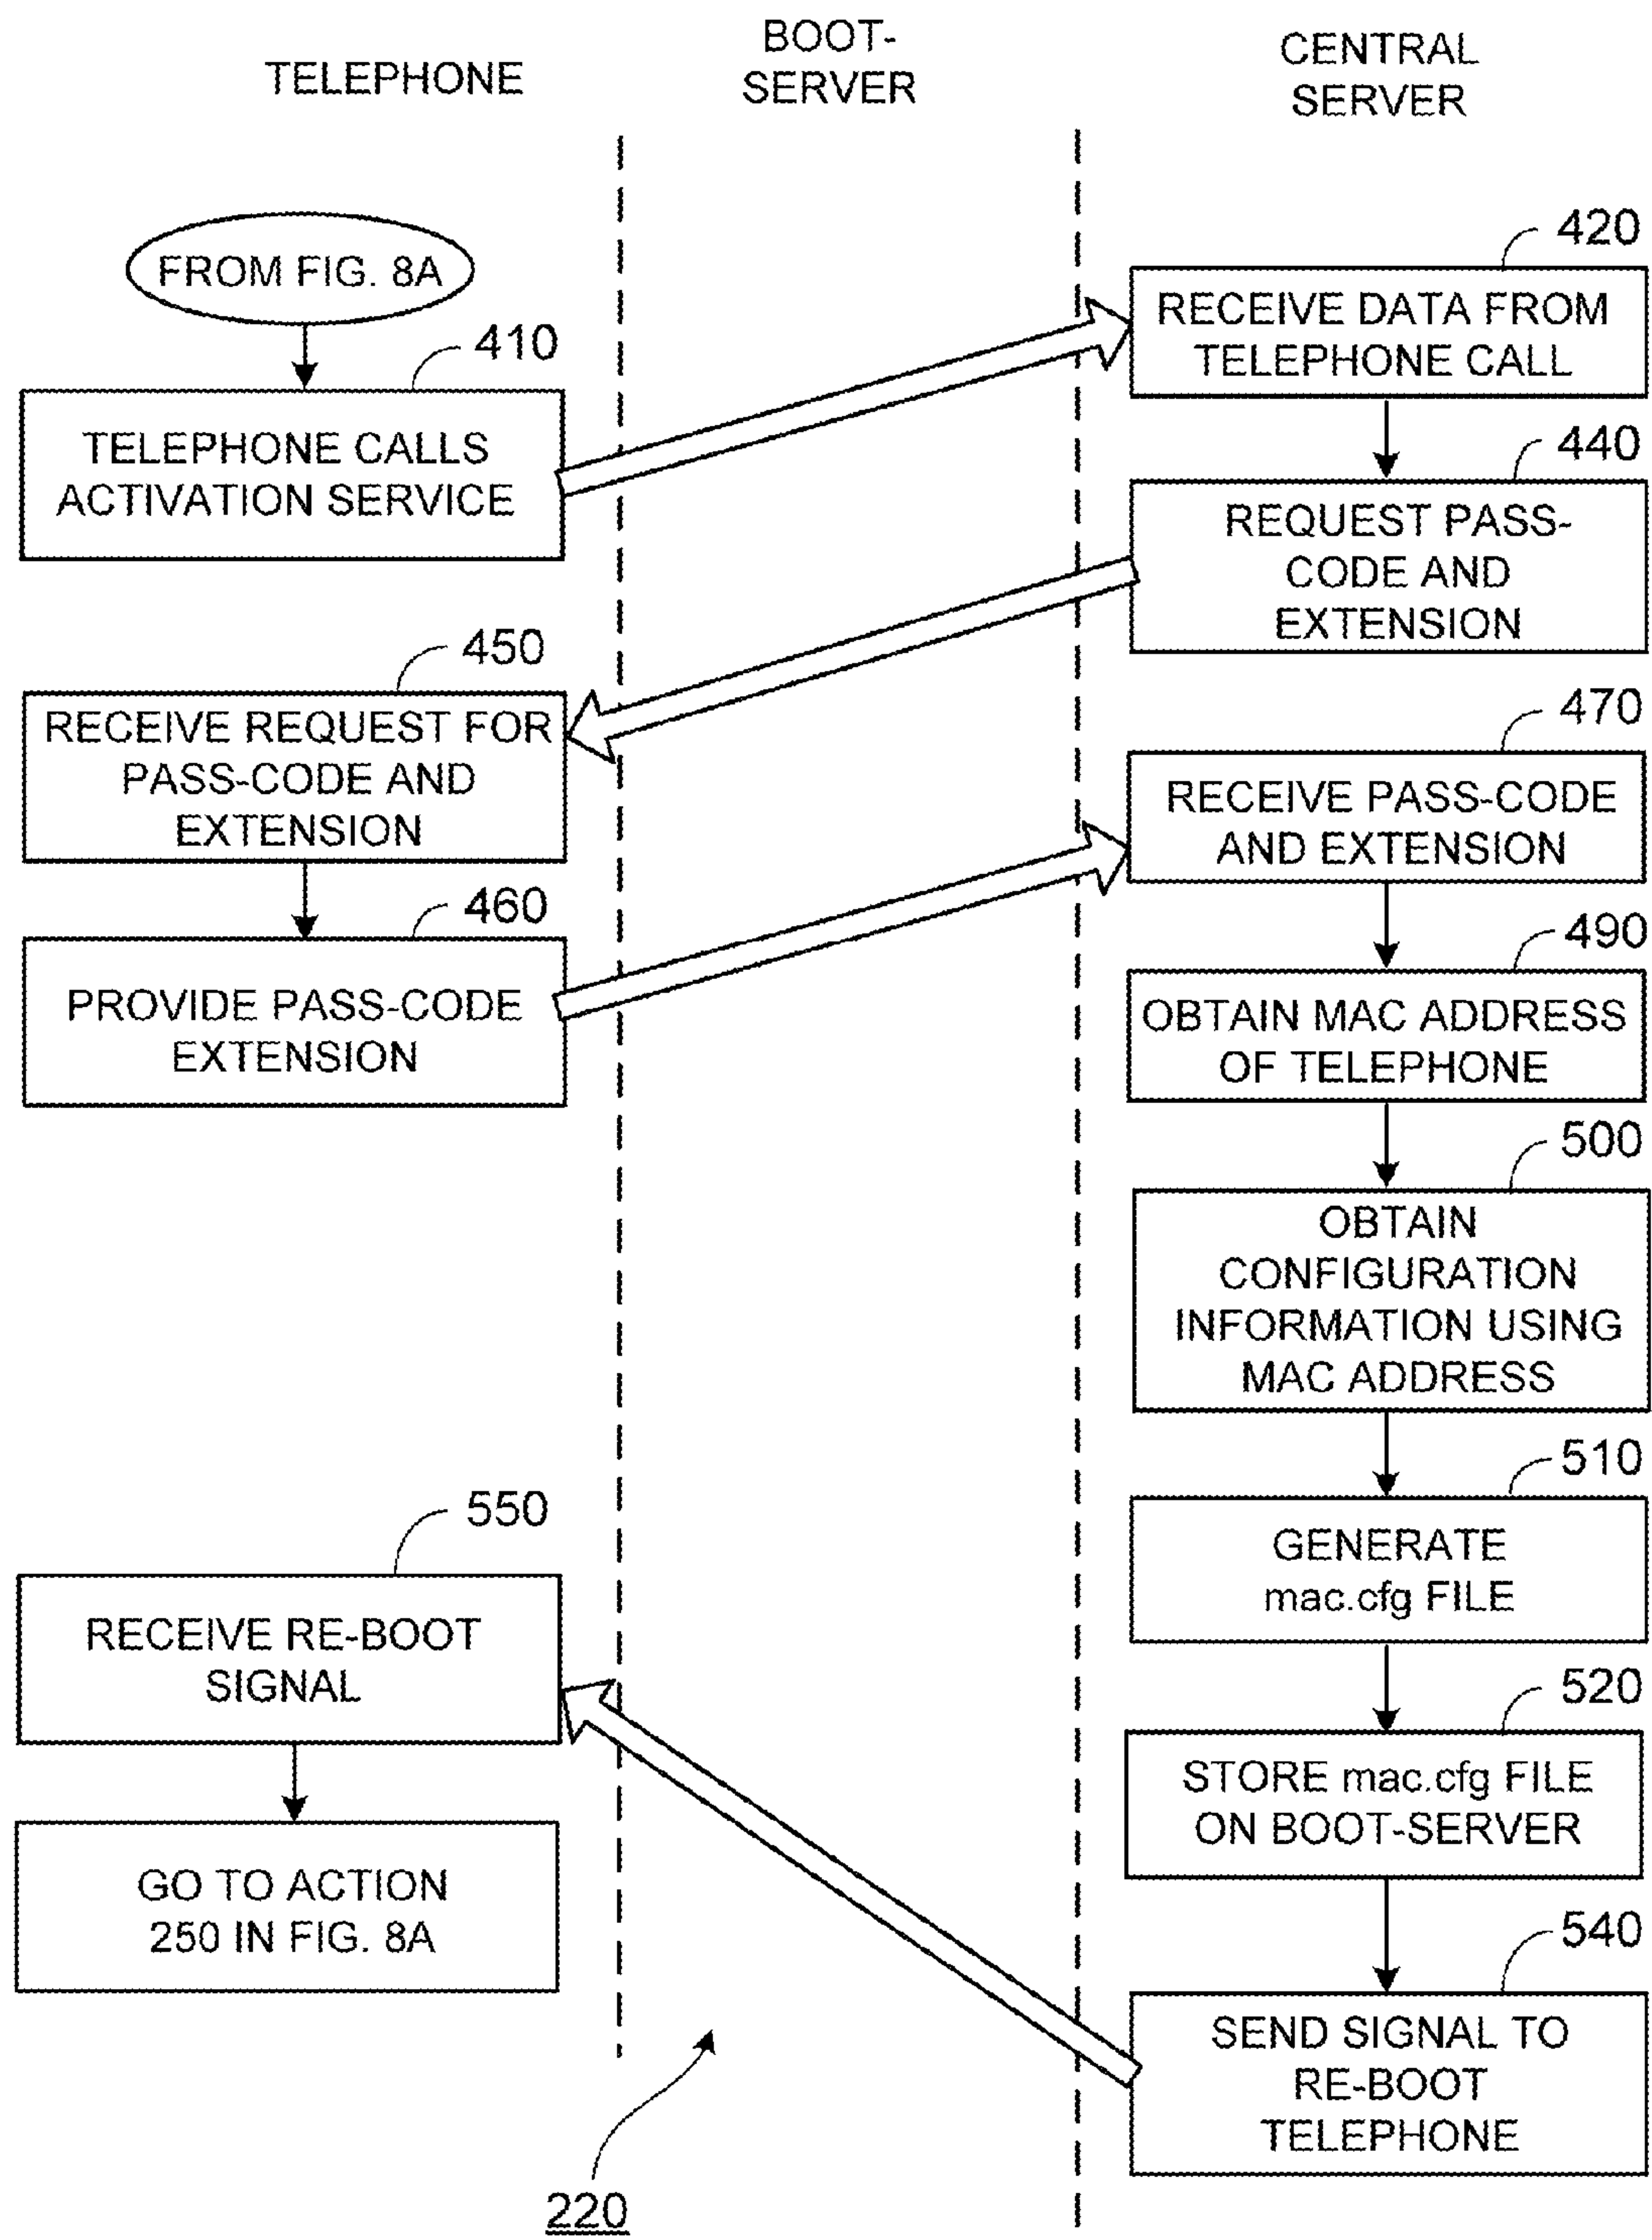 TELEPHONE
BOOT-
SERVER
CENTRAL
SERVER
FROM FIG. 8A
410
TELEPHONE CALLS
ACTIVATION SERVICE
420
RECEIVE DATA FROM
TELEPHONE CALL
440
REQUEST PASS-
CODE AND
EXTENSION
450
RECEIVE REQUEST FOR
PASS-CODE AND
EXTENSION
460
PROVIDE PASS-CODE
EXTENSION
470
RECEIVE PASS-CODE
AND EXTENSION
490
OBTAIN MAC ADDRESS
OF TELEPHONE
500
OBTAIN
CONFIGURATION
INFORMATION USING
MAC ADDRESS
510
GENERATE
mac.cfg FILE
520
STORE mac.cfg FILE
ON BOOT-SERVER
540
SEND SIGNAL TO
RE-BOOT
TELEPHONE
550
RECEIVE RE-BOOT
SIGNAL
GO TO ACTION
250 IN FIG. 8A
220